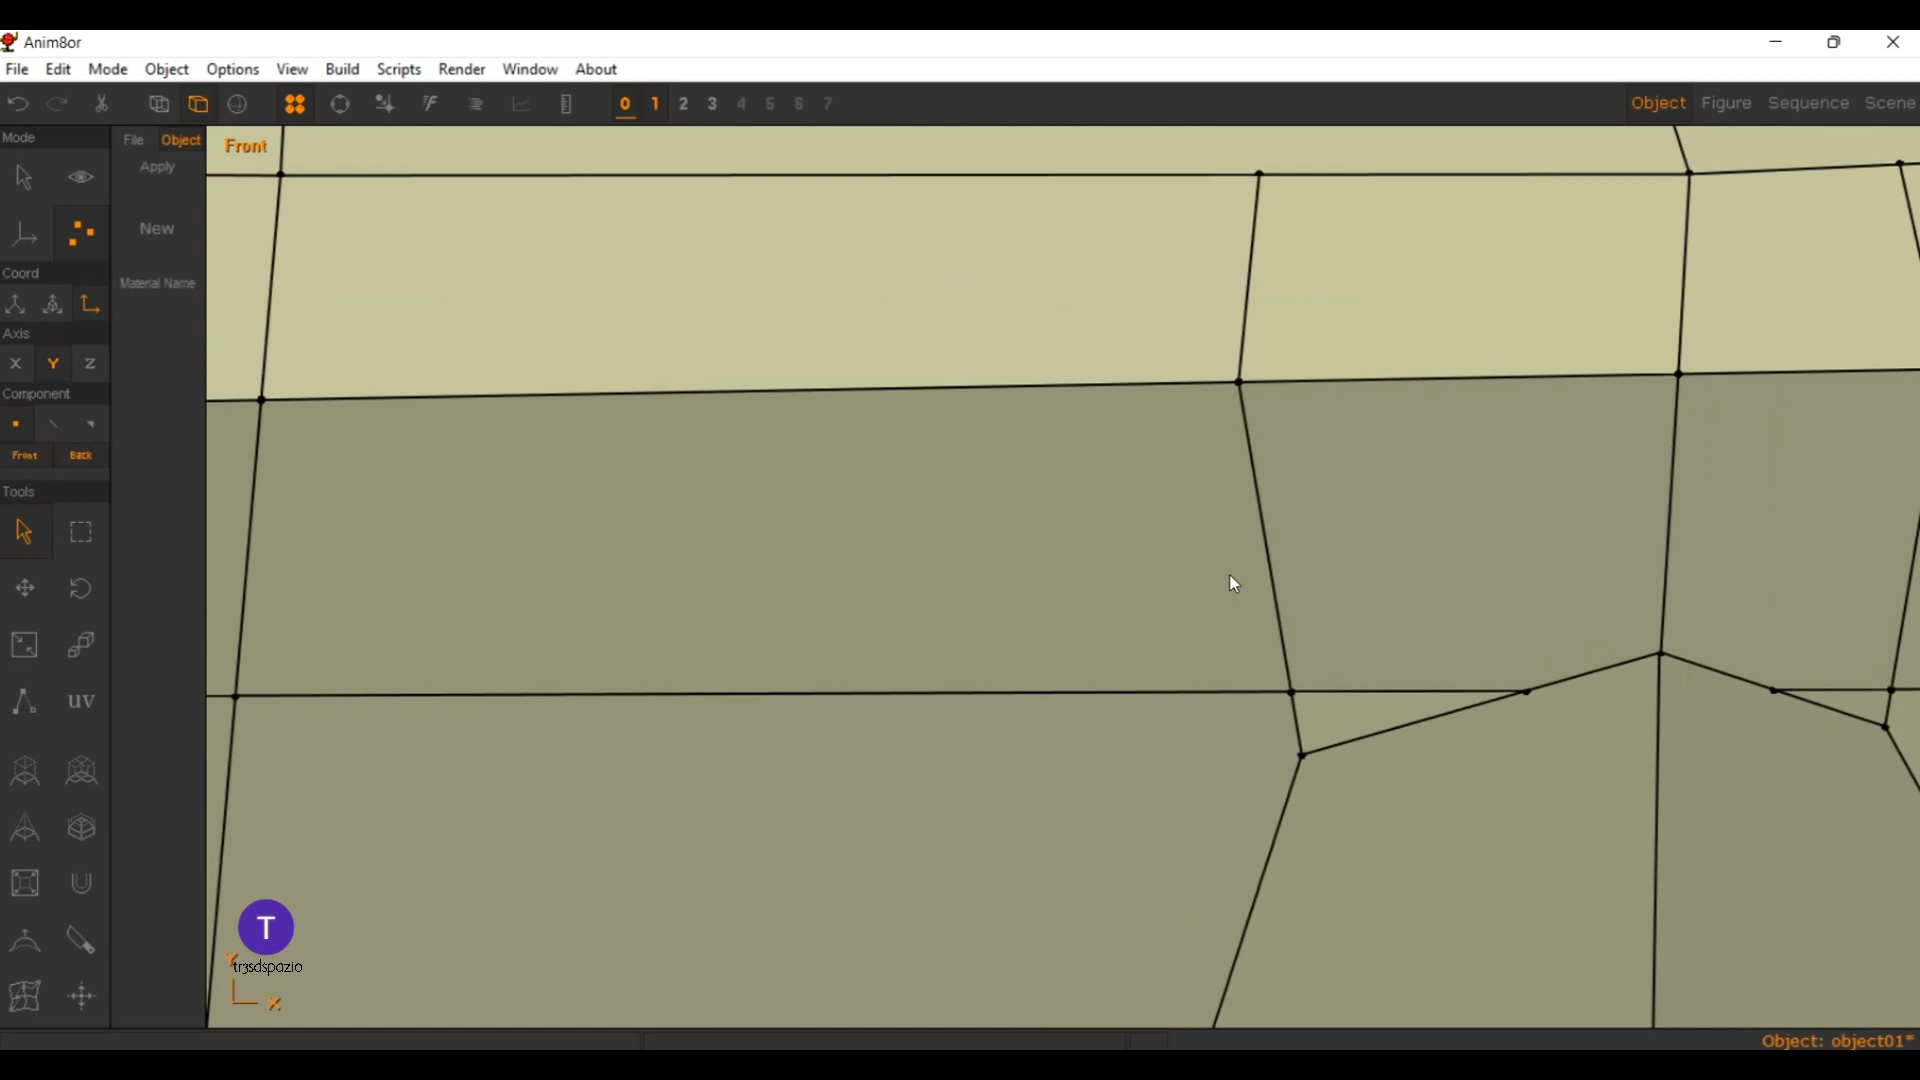 Anim8or
File Edit Mode Object Options View Build Scripts Render Window About
0 1 2 3 4 5 6 7 Object Figure Sequence Scene
Mode
File Object
Apply
New
Material Name
Coord
Axis
X Y Z
Component
Front Back
Tools
UV
Front
T
tr3sdspazio
Y
X
Object: object01*